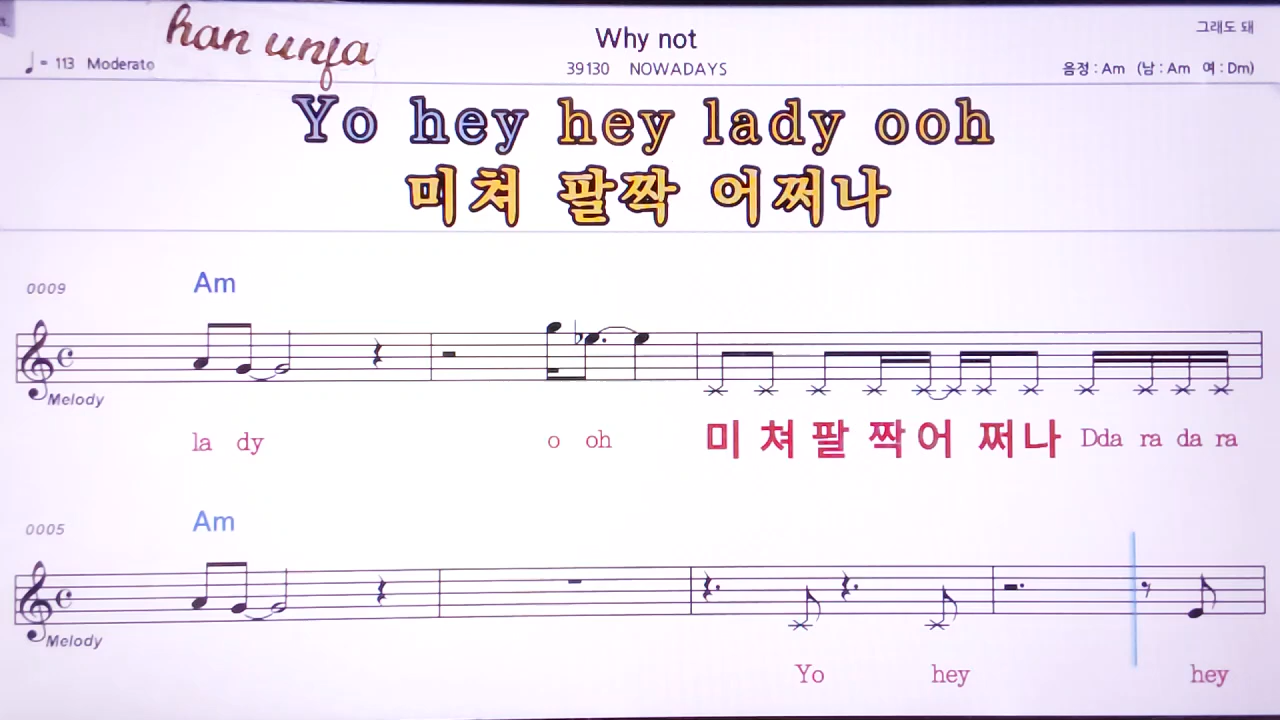 han unfa
Why not
그래도 돼
♩ = 113 Moderato
39130 NOWADAYS
음정 : Am (남 : Am 여 : Dm)
Yo hey hey lady ooh
미쳐 팔짝 어쩌나
0009
Am
Melody
la dy o oh 미 쳐 팔 짝 어 쩌 나 Dda ra da ra
0005
Am
Melody
Yo hey hey